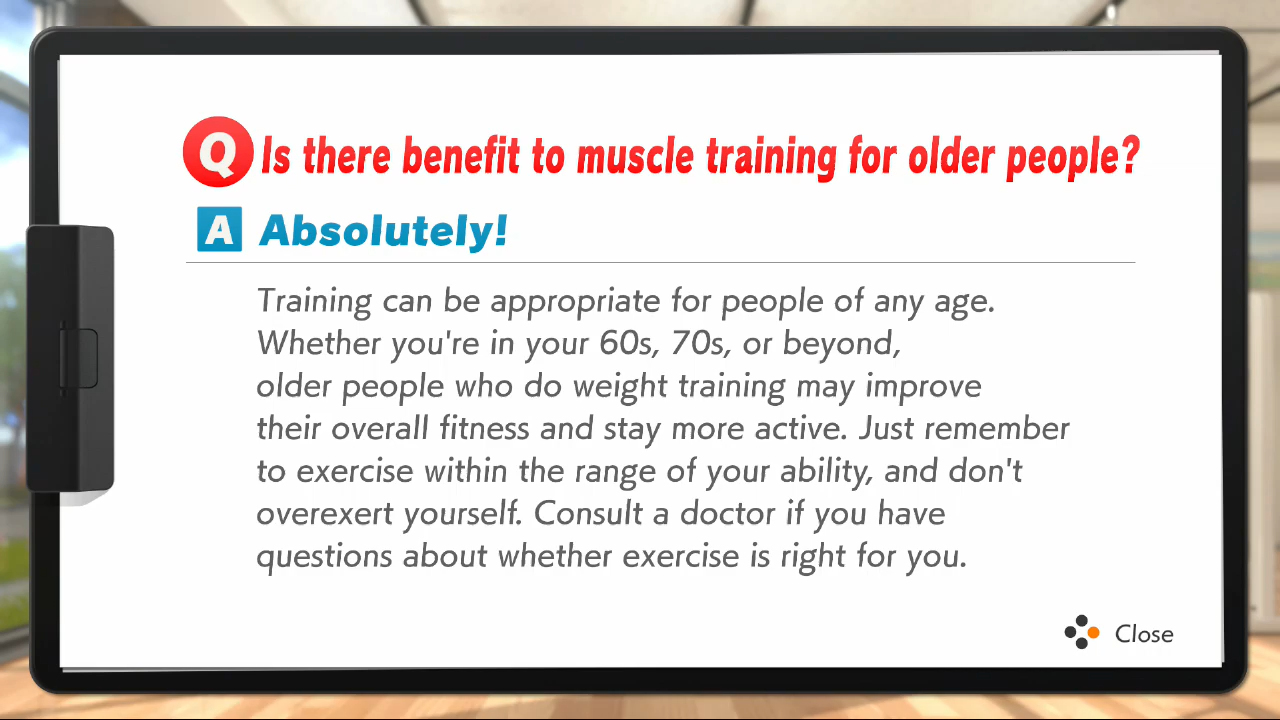 Q Is there benefit to muscle training for older people?
A Absolutely!
Training can be appropriate for people of any age.
Whether you're in your 60s, 70s, or beyond,
older people who do weight training may improve
their overall fitness and stay more active. Just remember
to exercise within the range of your ability, and don't
overexert yourself. Consult a doctor if you have
questions about whether exercise is right for you.
Close